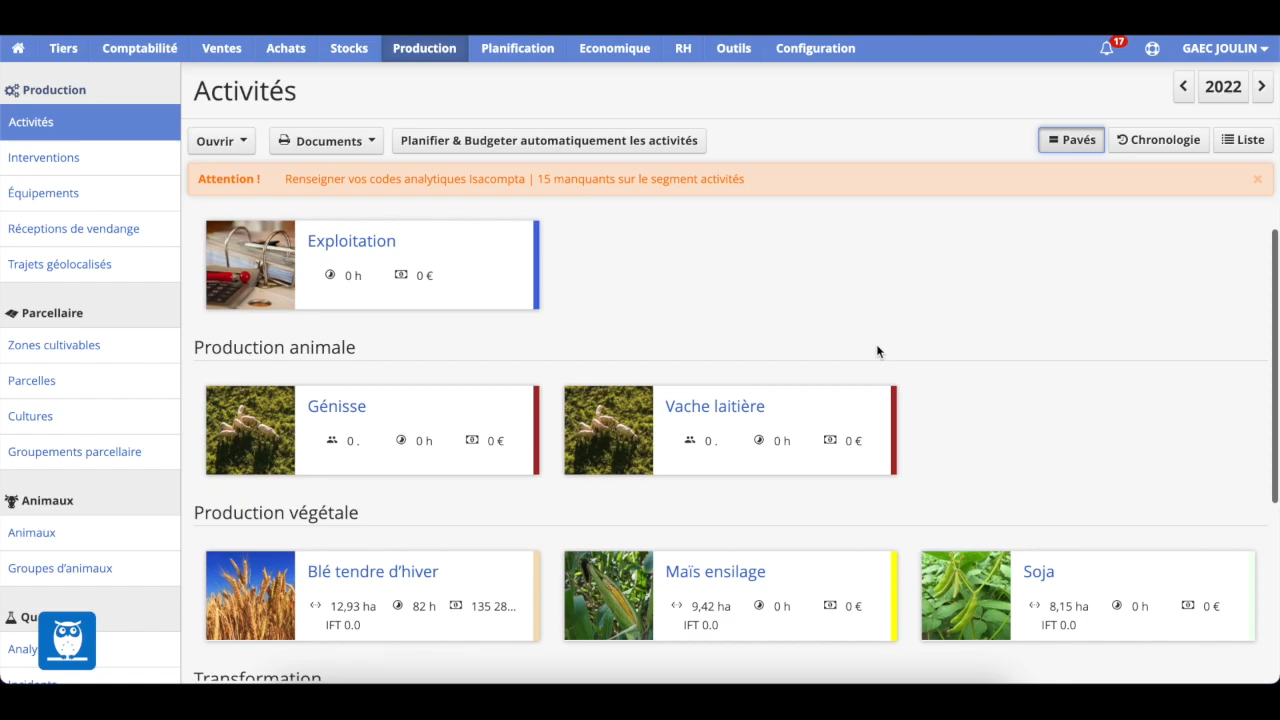 Tiers Comptabilité Ventes Achats Stocks Production Planification Economique RH Outils Configuration 17 GAEC JOULIN
Production
Activités
Interventions
Équipements
Réceptions de vendange
Trajets géolocalisés
Parcellaire
Zones cultivables
Parcelles
Cultures
Groupements parcellaire
Animaux
Animaux
Groupes d’animaux
Activités
2022
Ouvrir Documents Planifier & Budgeter automatiquement les activités Pavés Chronologie Liste
Attention ! Renseigner vos codes analytiques Isacompta | 15 manquants sur le segment activités ×
Exploitation
0 h 0 €
Production animale
Génisse
0 . 0 h 0 €
Vache laitière
0 . 0 h 0 €
Production végétale
Blé tendre d’hiver
12,93 ha 82 h 135 28...
IFT 0.0
Maïs ensilage
9,42 ha 0 h 0 €
IFT 0.0
Soja
8,15 ha 0 h 0 €
IFT 0.0
Transformation